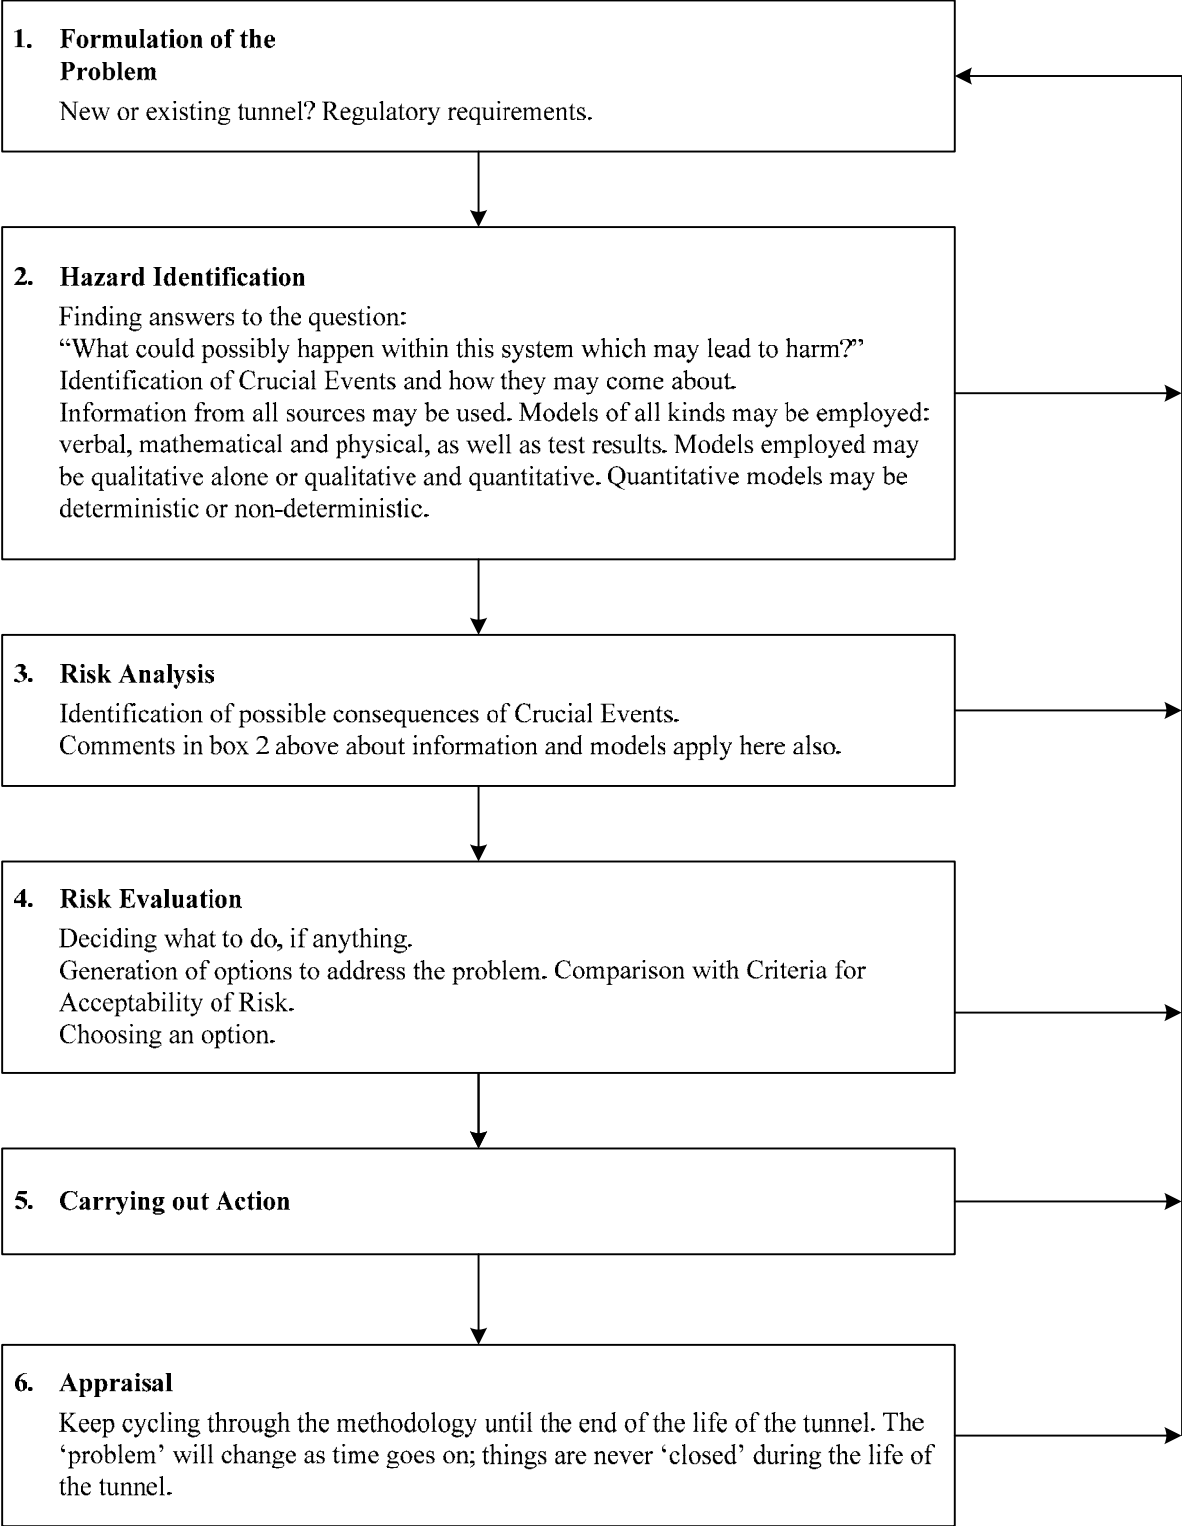 1. Formulation of the
Problem
New or existing tunnel? Regulatory requirements.
2. Hazard Identification
Finding answers to the question:
“What could possibly happen within this system which may lead to harm?”
Identification of Crucial Events and how they may come about.
Information from all sources may be used. Models of all kinds may be employed:
verbal, mathematical and physical, as well as test results. Models employed may
be qualitative alone or qualitative and quantitative. Quantitative models may be
deterministic or non-deterministic.
3. Risk Analysis
Identification of possible consequences of Crucial Events.
Comments in box 2 above about information and models apply here also.
4. Risk Evaluation
Deciding what to do, if anything.
Generation of options to address the problem. Comparison with Criteria for
Acceptability of Risk.
Choosing an option.
5. Carrying out Action
6. Appraisal
Keep cycling through the methodology until the end of the life of the tunnel. The
‘problem’ will change as time goes on; things are never ‘closed’ during the life of
the tunnel.